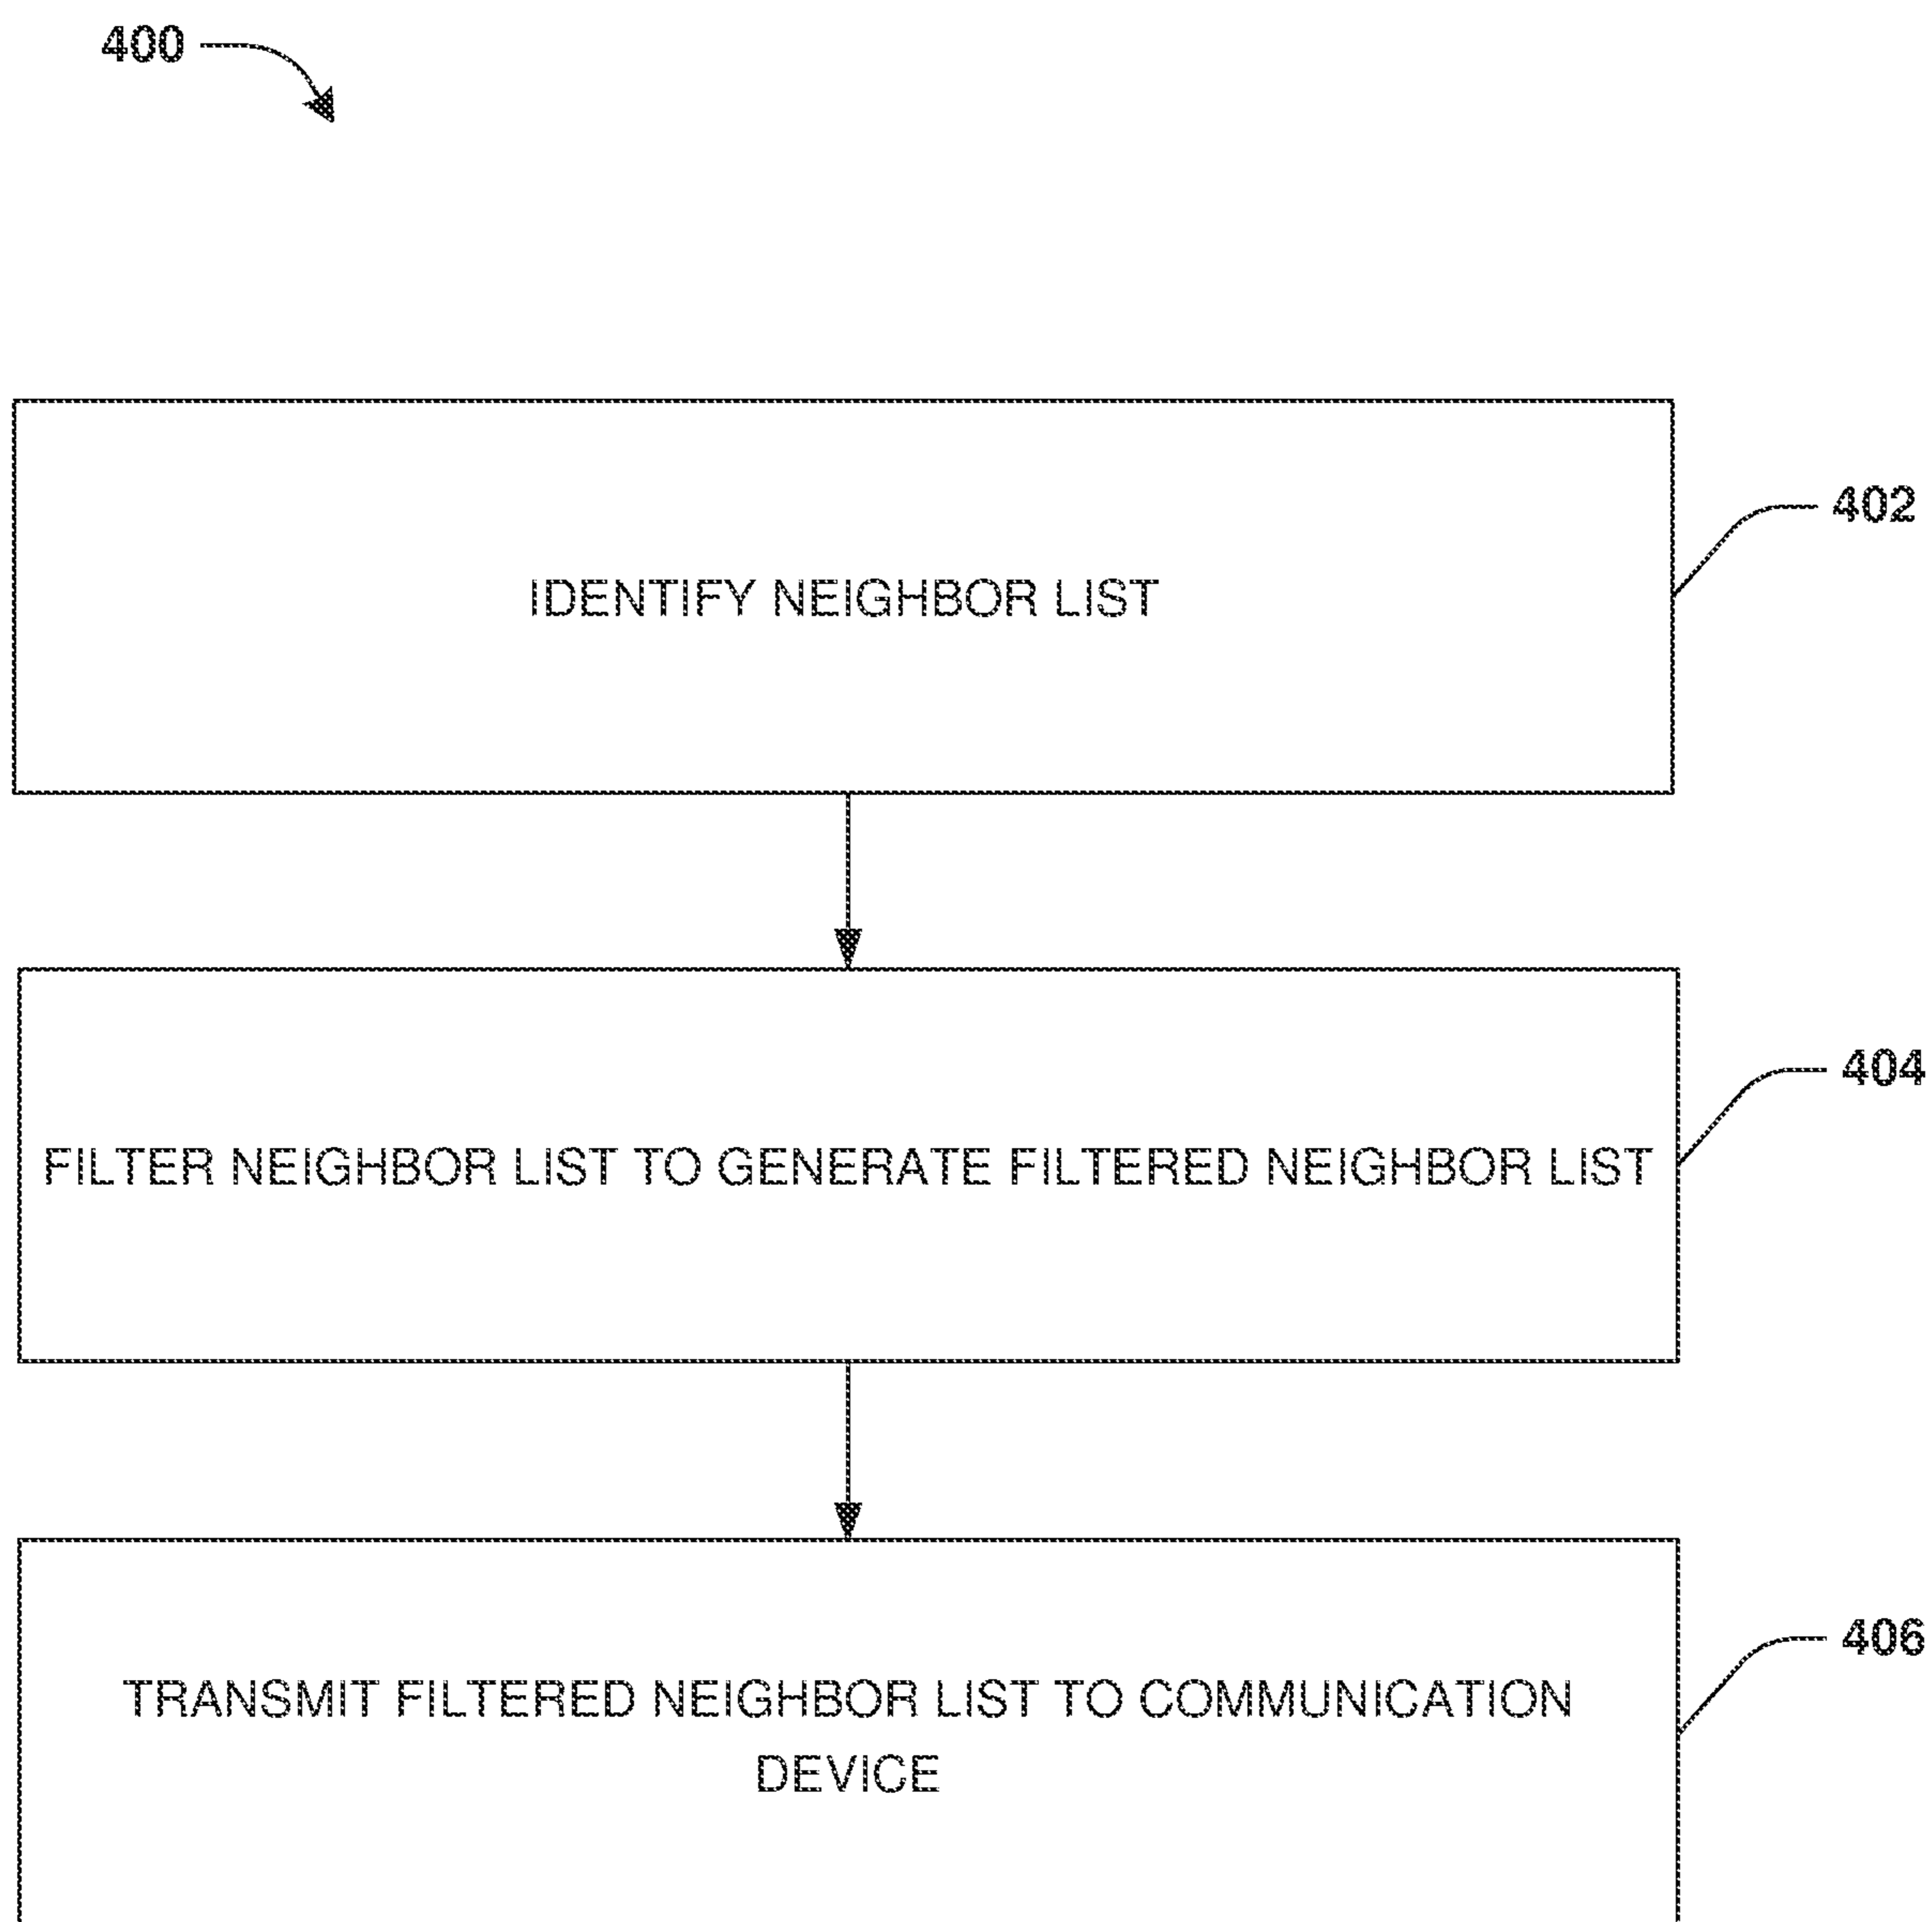 400
IDENTIFY NEIGHBOR LIST
402
FILTER NEIGHBOR LIST TO GENERATE FILTERED NEIGHBOR LIST
404
TRANSMIT FILTERED NEIGHBOR LIST TO COMMUNICATION
DEVICE
406